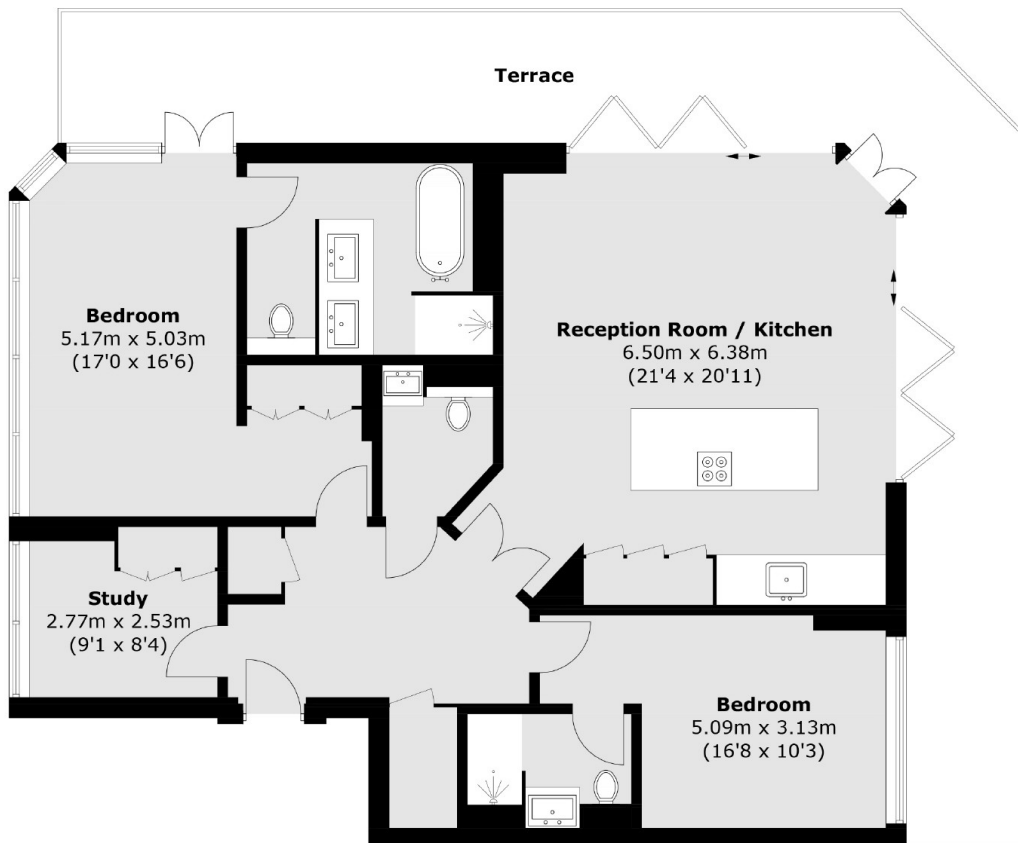 Terrace
Bedroom
5.17m x 5.03m
(17'0 x 16'6)
Reception Room / Kitchen
6.50m x 6.38m
(21'4 x 20'11)
Study
2.77m x 2.53m
(9'1 x 8'4)
Bedroom
5.09m x 3.13m
(16'8 x 10'3)